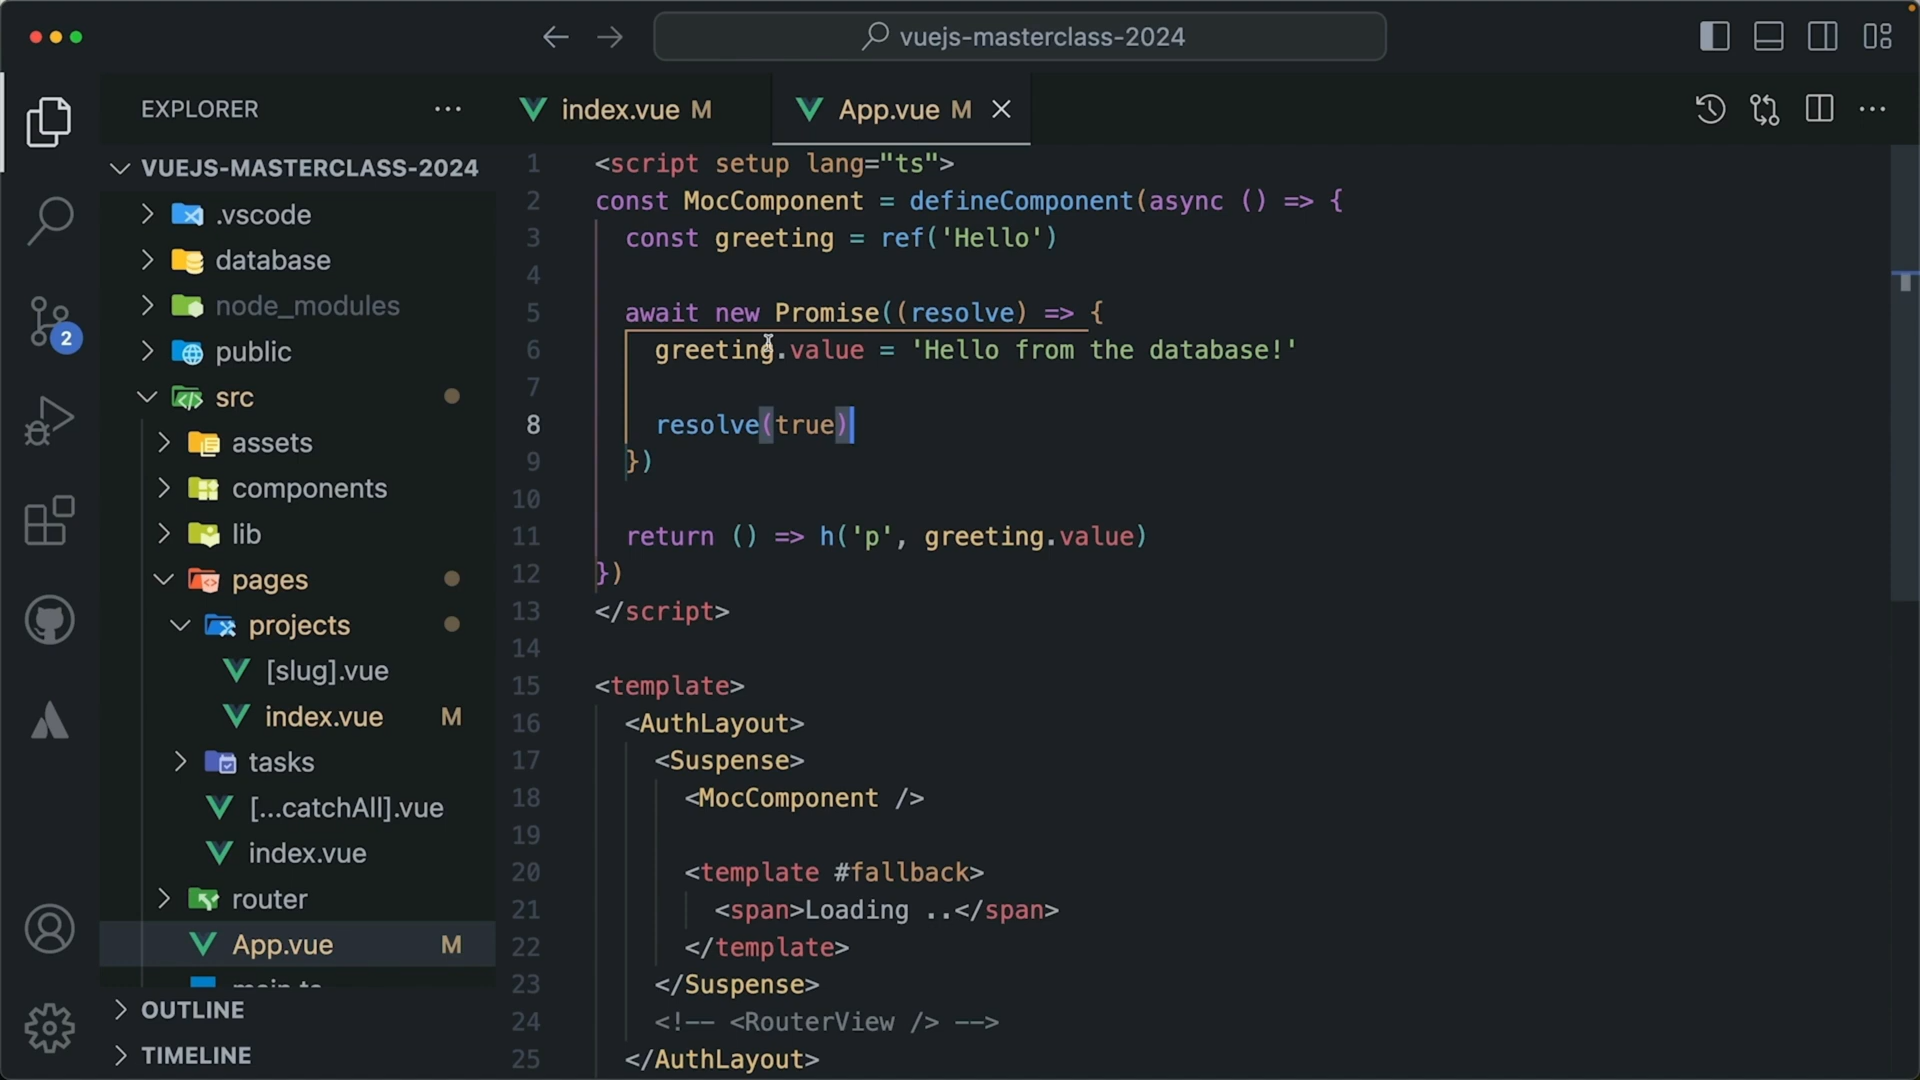 vuejs-masterclass-2024
EXPLORER
index.vue M
App.vue M
VUEJS-MASTERCLASS-2024
.vscode
database
node_modules
public
src
assets
components
lib
pages
projects
[slug].vue
index.vue M
tasks
[...catchAll].vue
index.vue
router
App.vue M
main.ts
OUTLINE
TIMELINE
2
1 <script setup lang="ts">
2 const MocComponent = defineComponent(async () => {
3 const greeting = ref('Hello')
4
5 await new Promise((resolve) => {
6 greeting.value = 'Hello from the database!'
7
8 resolve(true)
9 })
10
11 return () => h('p', greeting.value)
12 })
13 </script>
14
15 <template>
16 <AuthLayout>
17 <Suspense>
18 <MocComponent />
19
20 <template #fallback>
21 <span>Loading ..</span>
22 </template>
23 </Suspense>
24 <!-- <RouterView /> -->
25 </AuthLayout>